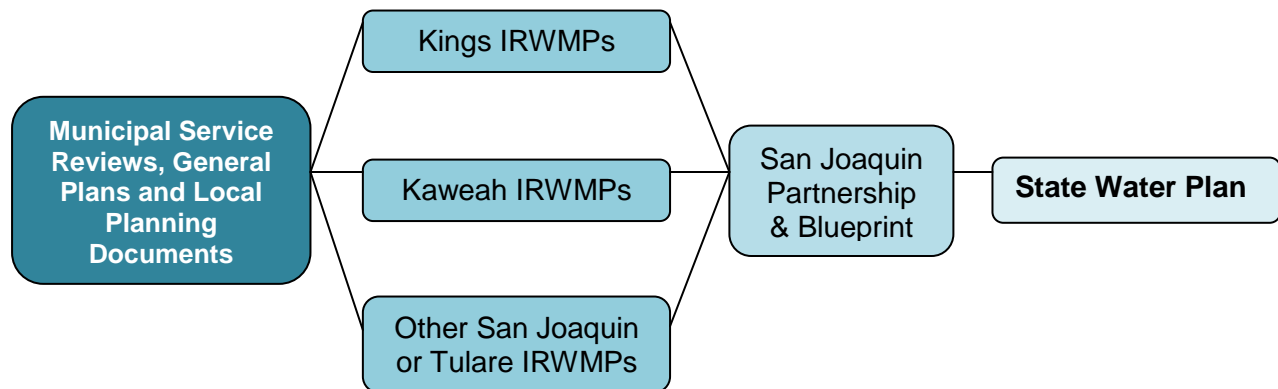 Municipal Service
Reviews, General
Plans and Local
Planning
Documents
Kings IRWMPs
Kaweah IRWMPs
Other San Joaquin
or Tulare IRWMPs
San Joaquin
Partnership
& Blueprint
State Water Plan